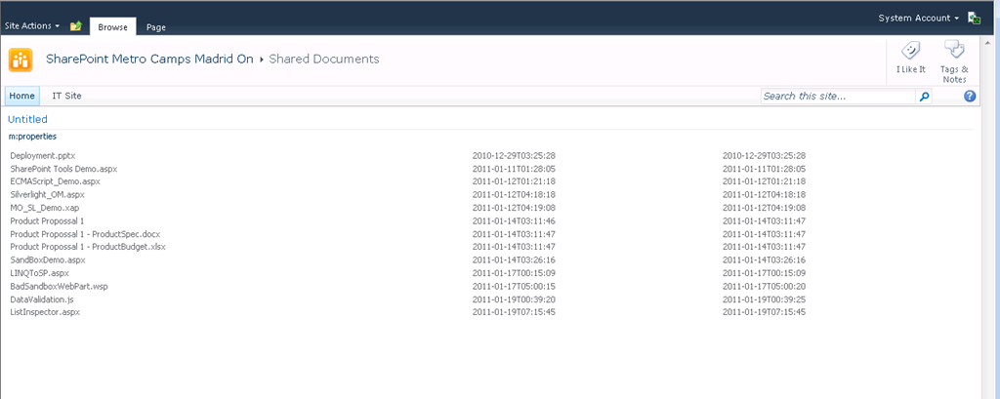 Site Actions Browse Page System Account
SharePoint Metro Camps Madrid On ▸ Shared Documents
I Like It Tags & Notes
Home IT Site Search this site...
Untitled
m:properties
Deployment.pptx 2010-12-29T03:25:28 2010-12-29T03:25:28
SharePoint Tools Demo.aspx 2011-01-11T01:28:05 2011-01-11T01:28:05
ECMAScript_Demo.aspx 2011-01-12T01:21:18 2011-01-12T01:21:18
Silverlight_OM.aspx 2011-01-12T04:18:18 2011-01-12T04:18:18
MO_SL_Demo.xap 2011-01-12T04:19:08 2011-01-12T04:19:08
Product Propossal 1 2011-01-14T03:11:46 2011-01-14T03:11:47
Product Propossal 1 - ProductSpec.docx 2011-01-14T03:11:47 2011-01-14T03:11:47
Product Propossal 1 - ProductBudget.xlsx 2011-01-14T03:11:47 2011-01-14T03:11:47
SandBoxDemo.aspx 2011-01-14T03:26:16 2011-01-14T03:26:16
LINQToSP.aspx 2011-01-17T00:15:09 2011-01-17T00:15:09
BadSandboxWebPart.wsp 2011-01-17T05:00:15 2011-01-17T05:00:20
DataValidation.js 2011-01-19T00:39:20 2011-01-19T00:39:25
ListInspector.aspx 2011-01-19T07:15:45 2011-01-19T07:15:45